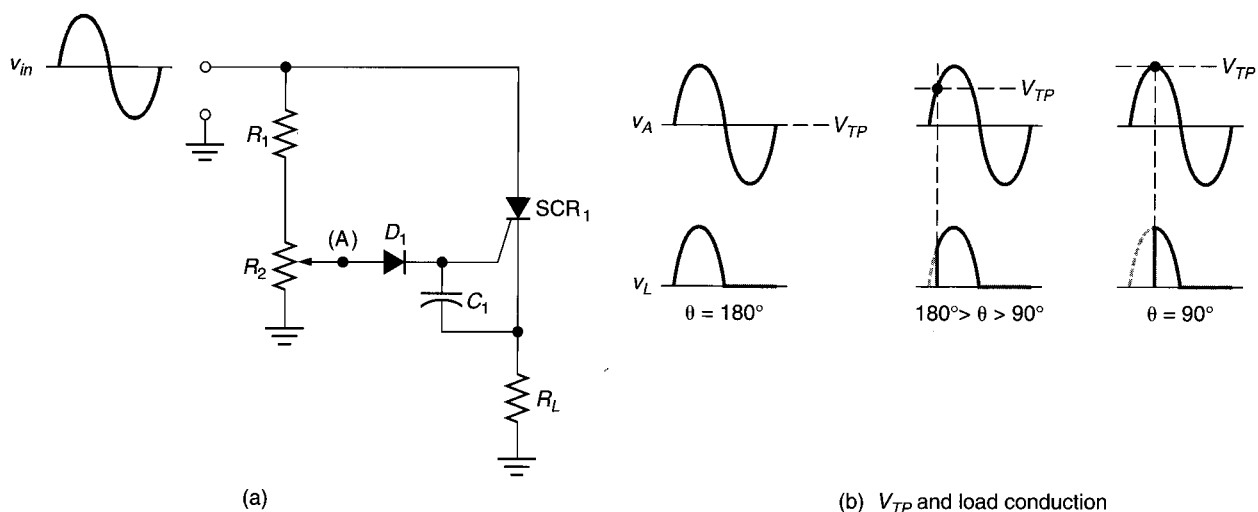 v_in
R_1
R_2
(A)
D_1
C_1
SCR_1
R_L
(a)
v_A
V_TP
V_TP
V_TP
v_L
θ = 180°
180° > θ > 90°
θ = 90°
(b) V_TP and load conduction